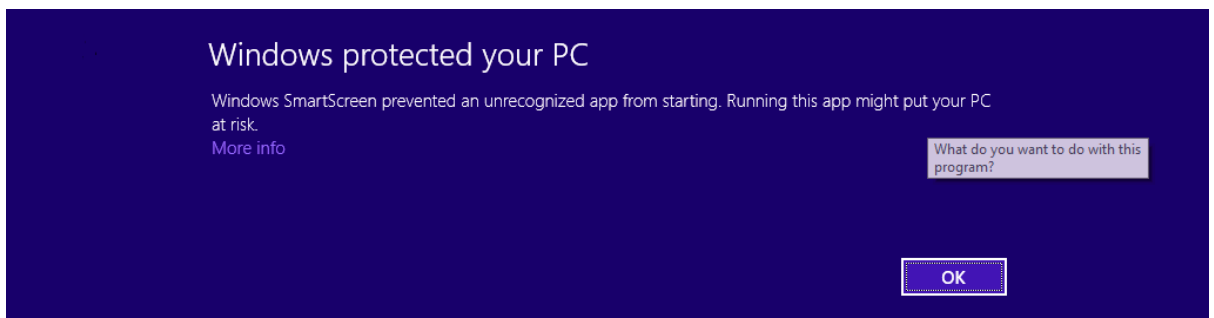 Windows protected your PC
Windows SmartScreen prevented an unrecognized app from starting. Running this app might put your PC
at risk.
More info
What do you want to do with this
program?
OK